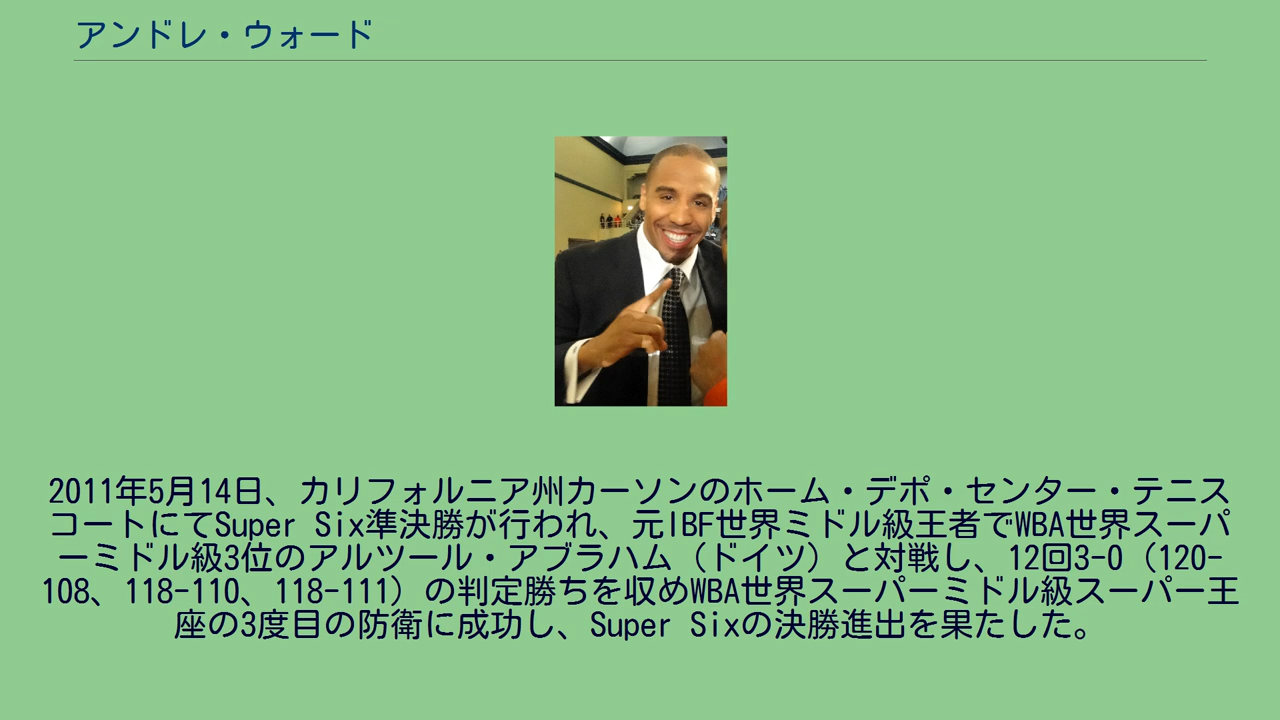 アンドレ・ウォード
2011年5月14日、カリフォルニア州カーソンのホーム・デポ・センター・テニス
コートにてSuper Six準決勝が行われ、元IBF世界ミドル級王者でWBA世界スーパ
ーミドル級3位のアルツール・アブラハム（ドイツ）と対戦し、12回3-0（120-
108、118-110、118-111）の判定勝ちを収めWBA世界スーパーミドル級スーパー王
座の3度目の防衛に成功し、Super Sixの決勝進出を果たした。